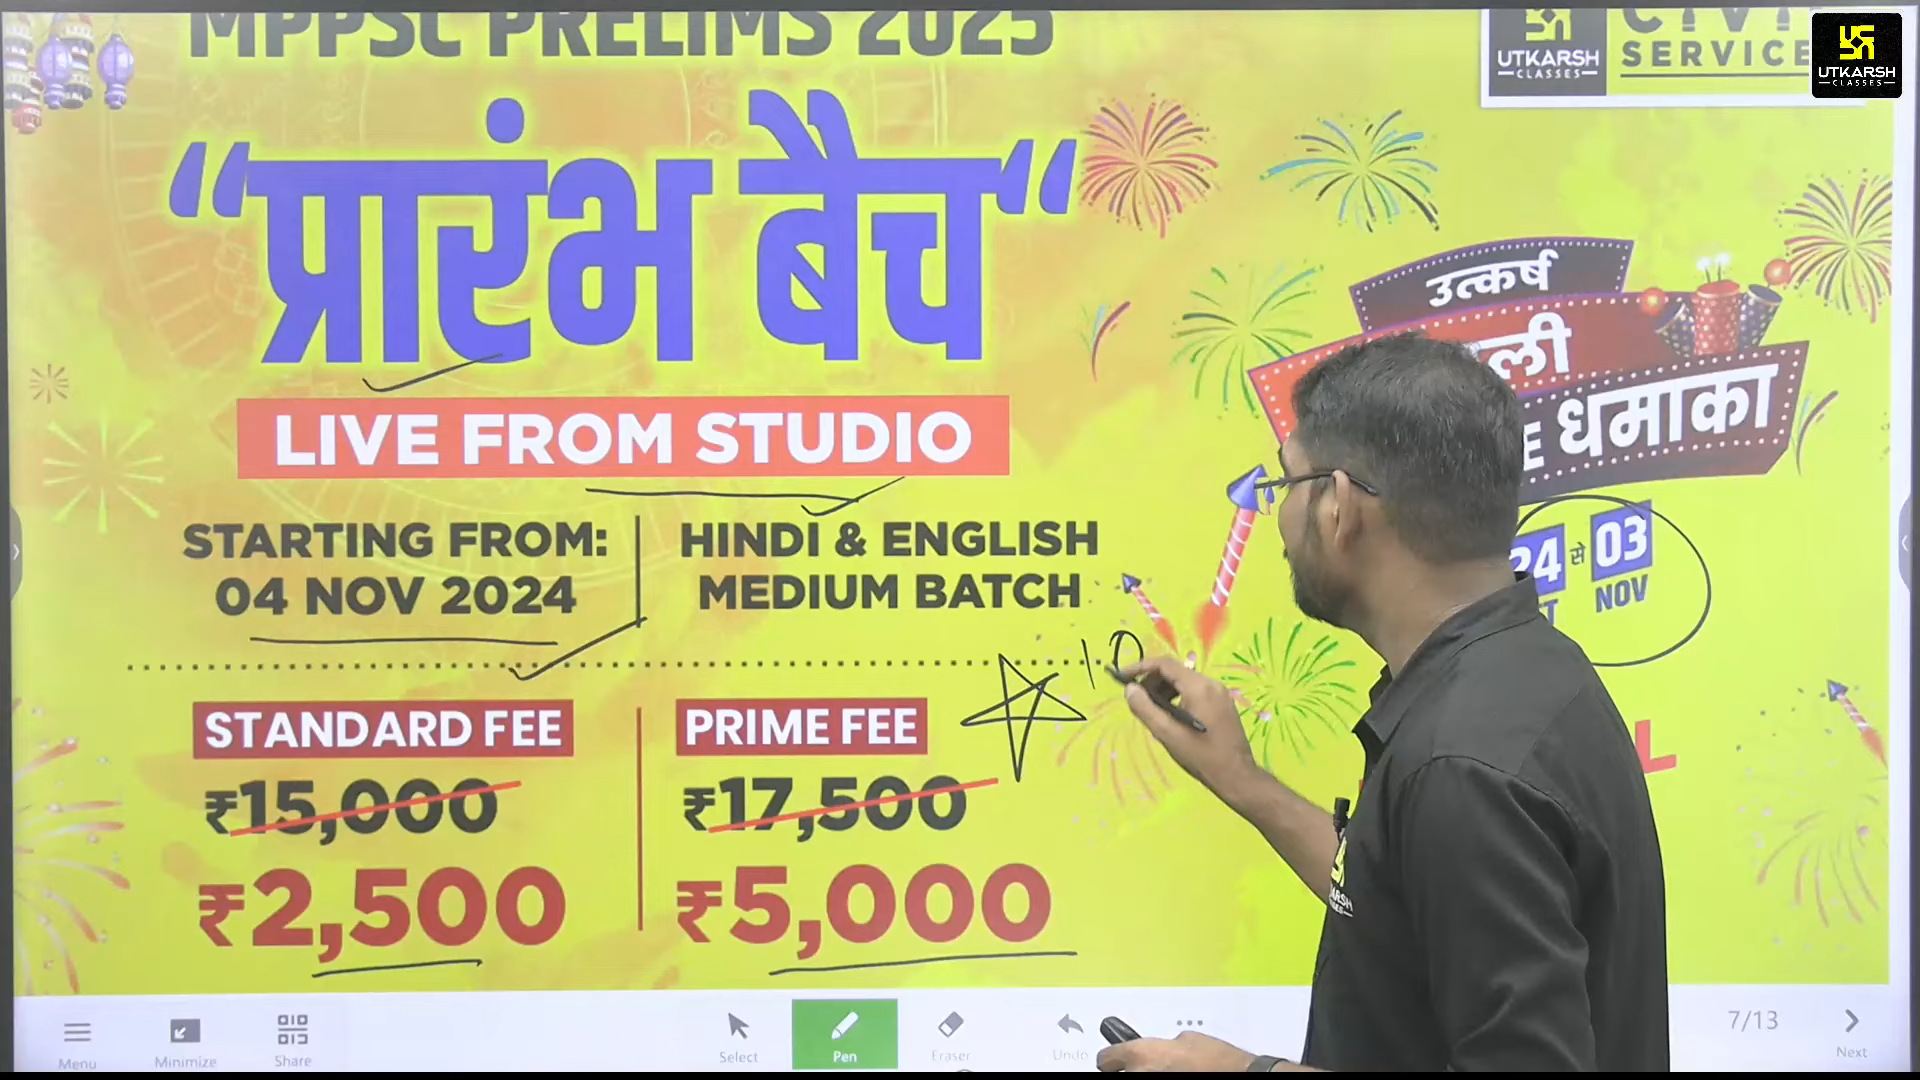 MPPSC PRELIMS 2025
"प्रारंभ बैच"
LIVE FROM STUDIO
STARTING FROM:
04 NOV 2024
HINDI & ENGLISH
MEDIUM BATCH
STANDARD FEE
₹15,000
₹2,500
PRIME FEE
₹17,500
₹5,000
10
UTKARSH
CLASSES
SERVICE
UTKARSH
CLASSES
उत्कर्ष
ली
E धमाका
24 से 03
NOV
L
Menu
Minimize
Share
Select
Pen
Eraser
Undo
7/13
Next